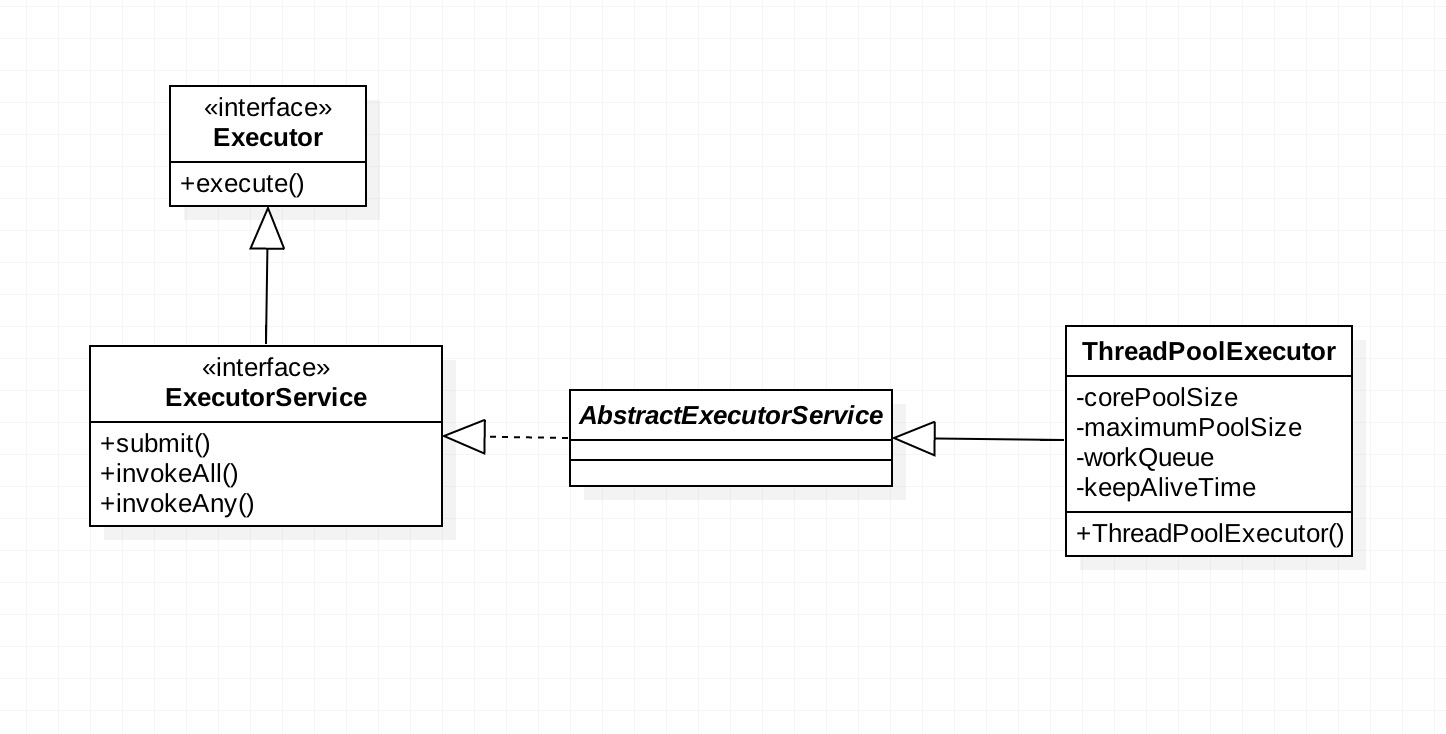 «interface»
Executor
+execute()
«interface»
ExecutorService
+submit()
+invokeAll()
+invokeAny()
AbstractExecutorService
ThreadPoolExecutor
-corePoolSize
-maximumPoolSize
-workQueue
-keepAliveTime
+ThreadPoolExecutor()